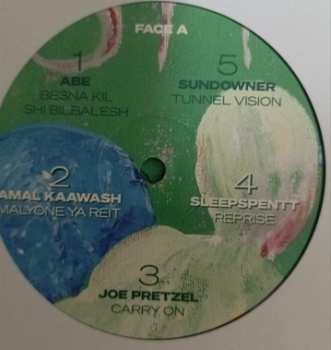 FACE A
1
ABE
BE3NA KIL
SHI BILBALESH
2
AMAL KAAWASH
MALYONE YA REIT
3
JOE PRETZEL
CARRY ON
4
SLEEPSPENTT
REPRISE
5
SUNDOWNER
TUNNEL VISION